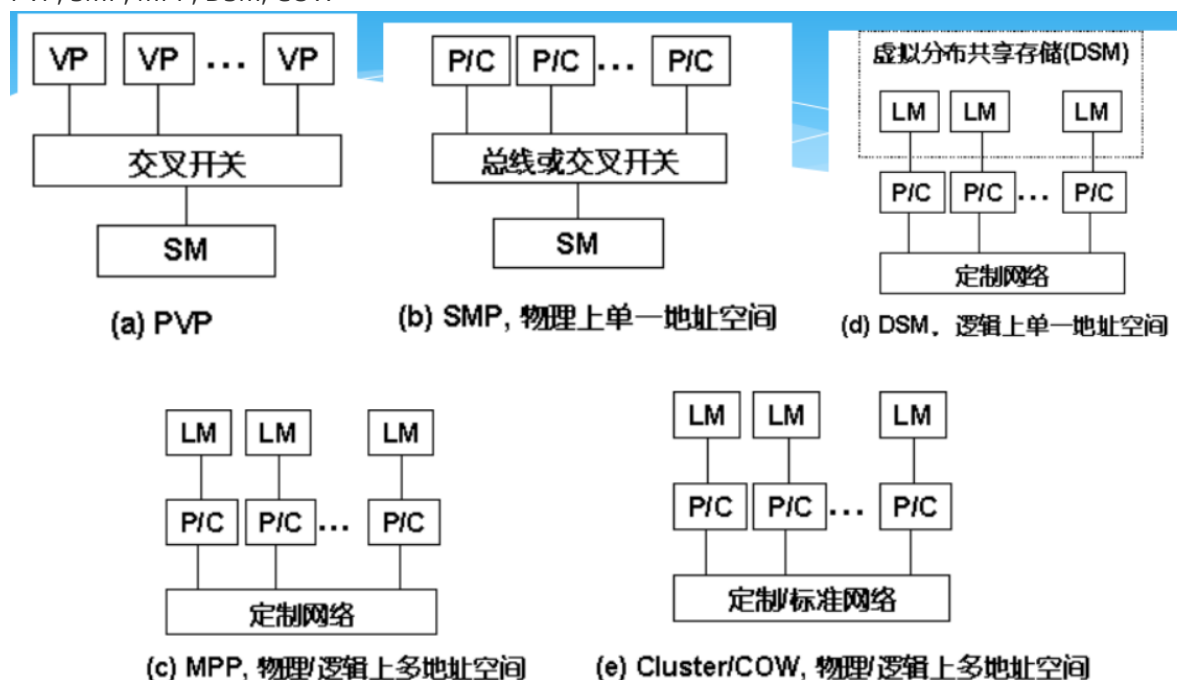 VP VP ... VP
交叉开关
SM
(a) PVP
P/C P/C ... P/C
总线或交叉开关
SM
(b) SMP, 物理上单一地址空间
虚拟分布共享存储(DSM)
LM LM LM
P/C P/C ... P/C
定制网络
(d) DSM, 逻辑上单一地址空间
LM LM LM
P/C P/C ... P/C
定制网络
(c) MPP, 物理/逻辑上多地址空间
LM LM LM
P/C P/C ... P/C
定制/标准网络
(e) Cluster/COW, 物理/逻辑上多地址空间